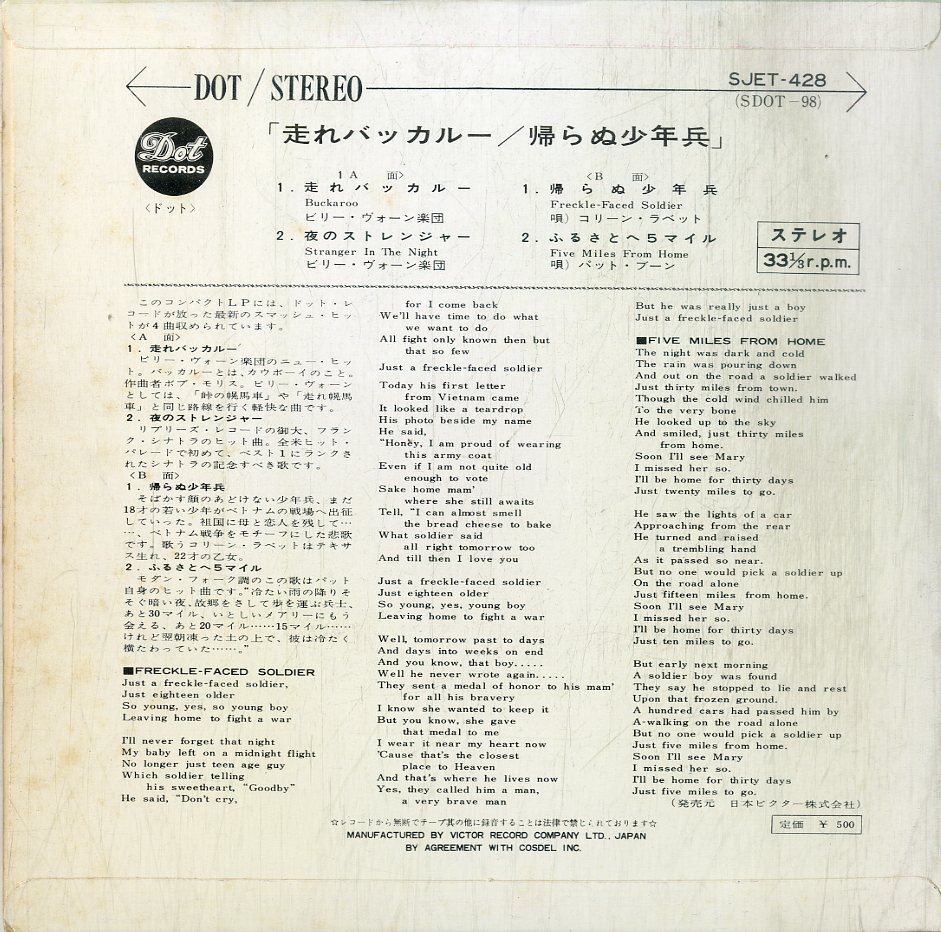 DOT / STEREO
SJET-428
(SDOT-98)
「走れバッカルー／帰らぬ少年兵」
Dot
RECORDS
〈ドット〉
1A 面〉
1. 走れバッカルー
Buckaroo
ビリー・ヴォーン楽団
2. 夜のストレンジャー
Stranger In The Night
ビリー・ヴォーン楽団
〈B 面〉
1. 帰らぬ少年兵
Freckle-Faced Soldier
唄）コリーン・ラベット
2. ふるさとへ5マイル
Five Miles From Home
唄）パット・ブーン
ステレオ
33⅓r.p.m.
このコンパクトLPには、ドット・レ
コードが放った最新のスマッシュ・ヒッ
トが4曲収められています。
〈A 面〉
1. 走れバッカルー
ビリー・ヴォーン楽団のニュー・ヒッ
ト。バッカルーとは、カウボーイのこと。
作曲者ボブ・モリス。ビリー・ヴォーン
としては、「峠の幌馬車」や「走れ幌馬
車」と同じ路線を行く軽快な曲です。
2. 夜のストレンジャー
リプリーズ・レコードの御大、フラン
ク・シナトラのヒット曲。全米ヒット・
パレードで初めて、ベスト1にランクさ
れたシナトラの記念すべき歌です。
〈B 面〉
1. 帰らぬ少年兵
そばかす顔のあどけない少年兵、まだ
18才の若い少年がベトナムの戦場へ出征
していった。祖国に母と恋人を残して…
…、ベトナム戦争をモチーフにした悲歌
です。歌うコリーン・ラベットはテキサ
ス生れ、22才の乙女。
2. ふるさとへ5マイル
モダン・フォーク調のこの歌はパット
自身のヒット曲です。“冷たい雨の降りそ
そぐ暗い夜、故郷をさして歩を運ぶ兵士、
あと30マイル、いとしいメアリーにもう
会える、あと20マイル……15マイル……
けれど翌朝凍った土の上で、彼は冷たく
横たわっていた……。”
■FRECKLE-FACED SOLDIER
Just a freckle-faced soldier,
Just eighteen older
So young, yes, so young boy
Leaving home to fight a war
I'll never forget that night
My baby left on a midnight flight
No longer just teen age guy
Which soldier telling
his sweetheart, "Goodby"
He said, "Don't cry,
for I come back
We'll have time to do what
we want to do
All fight only known then but
that so few
Just a freckle-faced soldier
Today his first letter
from Vietnam came
It looked like a teardrop
His photo beside my name
He said,
"Honey, I am proud of wearing
this army coat
Even if I am not quite old
enough to vote
Sake home mam'
where she still awaits
Tell, "I can almost smell
the bread cheese to bake
What soldier said
all right tomorrow too
And till then I love you
Just a freckle-faced soldier
Just eighteen older
So young, yes, young boy
Leaving home to fight a war
Well, tomorrow past to days
And days into weeks on end
And you know, that boy.....
Well he never wrote again.....
They sent a medal of honor to his mam'
for all his bravery
I know she wanted to keep it
But you know, she gave
that medal to me
I wear it near my heart now
'Cause that's the closest
place to Heaven
And that's where he lives now
Yes, they called him a man,
a very brave man
But he was really just a boy
Just a freckle-faced soldier
■FIVE MILES FROM HOME
The night was dark and cold
The rain was pouring down
And out on the road a soldier walked
Just thirty miles from town.
Though the cold wind chilled him
To the very bone
He looked up to the sky
And smiled, just thirty miles
from home.
Soon I'll see Mary
I missed her so.
I'll be home for thirty days
Just twenty miles to go.
He saw the lights of a car
Approaching from the rear
He turned and raised
a trembling hand
As it passed so near.
But no one would pick a soldier up
On the road alone
Just fifteen miles from home.
Soon I'll see Mary
I missed her so.
I'll be home for thirty days
Just ten miles to go.
But early next morning
A soldier boy was found
They say he stopped to lie and rest
Upon that frozen ground.
A hundred cars had passed him by
A-walking on the road alone
But no one would pick a soldier up
Just five miles from home.
Soon I'll see Mary
I missed her so.
I'll be home for thirty days
Just five miles to go.
（発売元 日本ビクター株式会社）
☆レコードから無断でテープ其の他に録音することは法律で禁じられております☆
MANUFACTURED BY VICTOR RECORD COMPANY LTD., JAPAN
BY AGREEMENT WITH COSDEL INC.
定価 ￥500